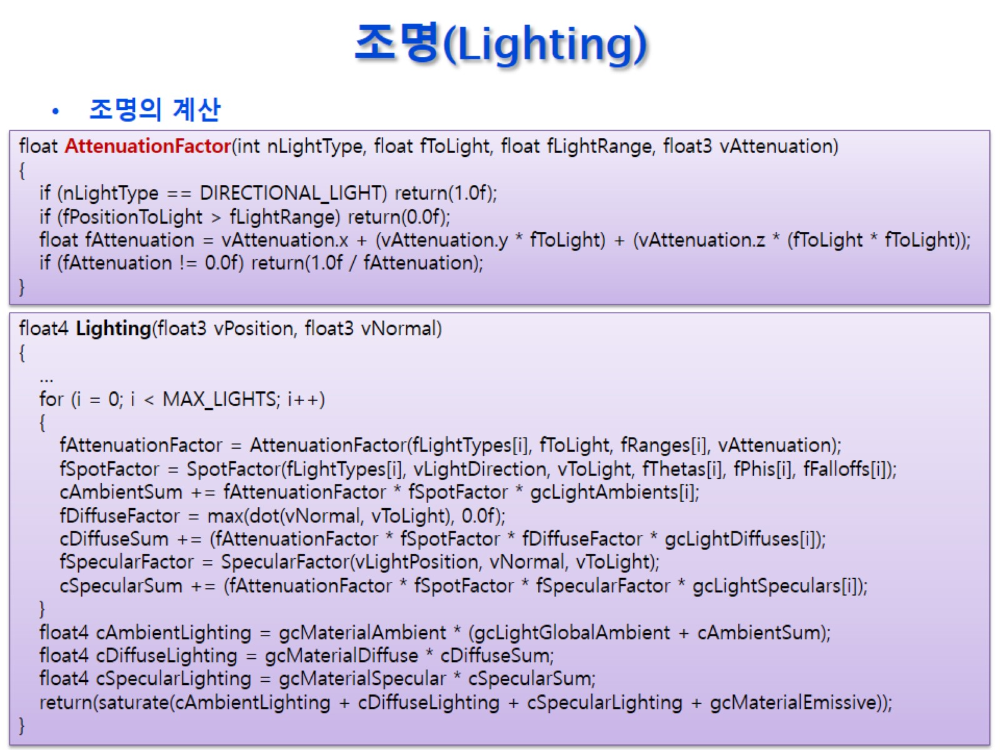 조명(Lighting)
• 조명의 계산
float AttenuationFactor(int nLightType, float fToLight, float fLightRange, float3 vAttenuation)
{
if (nLightType == DIRECTIONAL_LIGHT) return(1.0f);
if (fPositionToLight > fLightRange) return(0.0f);
float fAttenuation = vAttenuation.x + (vAttenuation.y * fToLight) + (vAttenuation.z * (fToLight * fToLight));
if (fAttenuation != 0.0f) return(1.0f / fAttenuation);
}
float4 Lighting(float3 vPosition, float3 vNormal)
{
...
for (i = 0; i < MAX_LIGHTS; i++)
{
fAttenuationFactor = AttenuationFactor(fLightTypes[i], fToLight, fRanges[i], vAttenuation);
fSpotFactor = SpotFactor(fLightTypes[i], vLightDirection, vToLight, fThetas[i], fPhis[i], fFalloffs[i]);
cAmbientSum += fAttenuationFactor * fSpotFactor * gcLightAmbients[i];
fDiffuseFactor = max(dot(vNormal, vToLight), 0.0f);
cDiffuseSum += (fAttenuationFactor * fSpotFactor * fDiffuseFactor * gcLightDiffuses[i]);
fSpecularFactor = SpecularFactor(vLightPosition, vNormal, vToLight);
cSpecularSum += (fAttenuationFactor * fSpotFactor * fSpecularFactor * gcLightSpeculars[i]);
}
float4 cAmbientLighting = gcMaterialAmbient * (gcLightGlobalAmbient + cAmbientSum);
float4 cDiffuseLighting = gcMaterialDiffuse * cDiffuseSum;
float4 cSpecularLighting = gcMaterialSpecular * cSpecularSum;
return(saturate(cAmbientLighting + cDiffuseLighting + cSpecularLighting + gcMaterialEmissive));
}